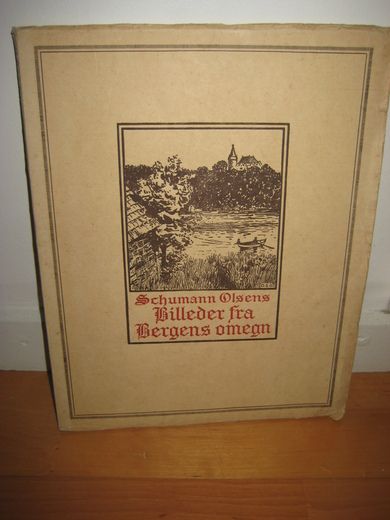 Schumann Olsens
Billeder fra
Bergens omegn